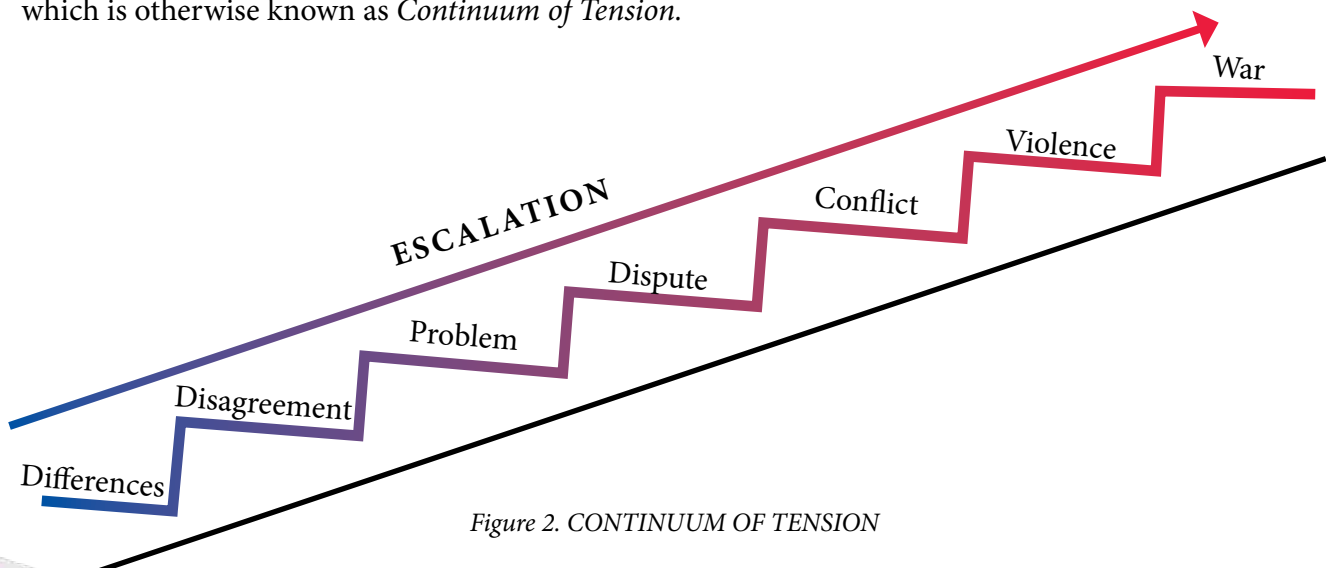 which is otherwise known as Continuum of Tension.
War
Violence
ESCALATION
Conflict
Dispute
Problem
Disagreement
Differences
Figure 2. CONTINUUM OF TENSION